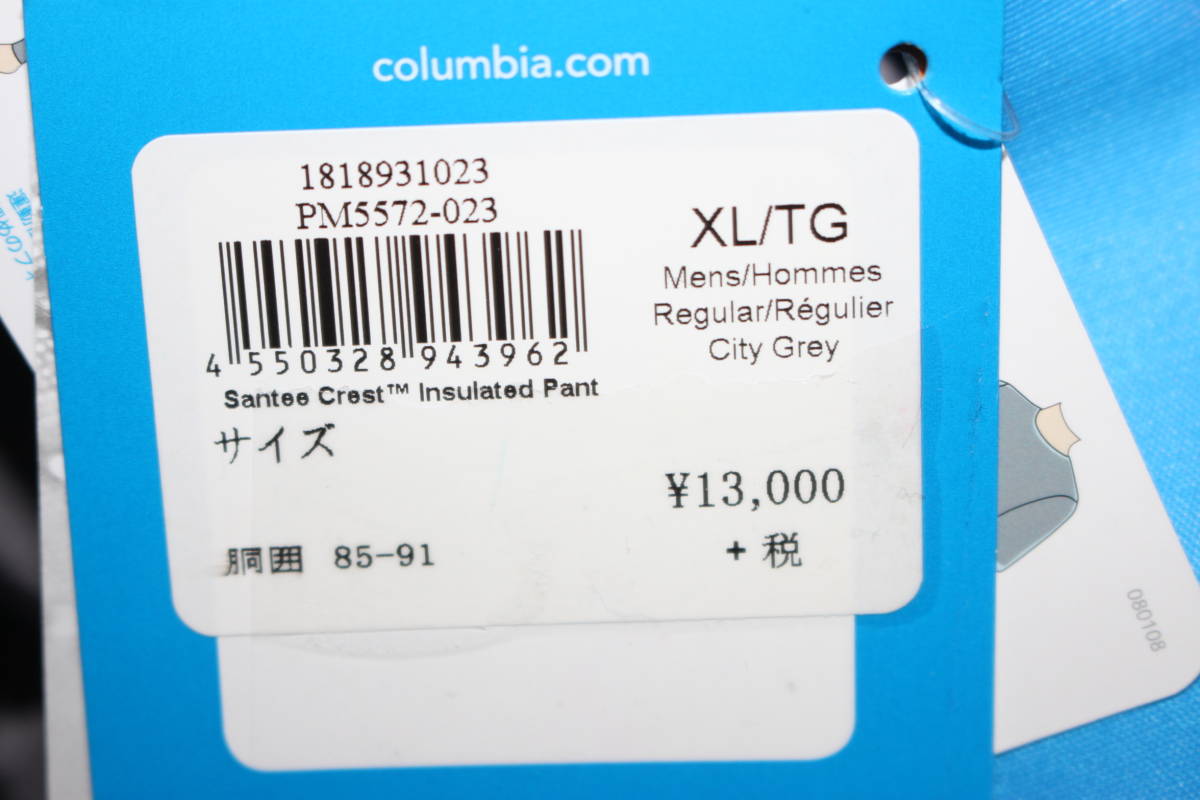 columbia.com
1818931023
PM5572-023
4 550328 943962
Santee Crest™ Insulated Pant
XL/TG
Mens/Hommes
Regular/Régulier
City Grey
サイズ
胴囲 85-91
¥13,000
+ 税
080108